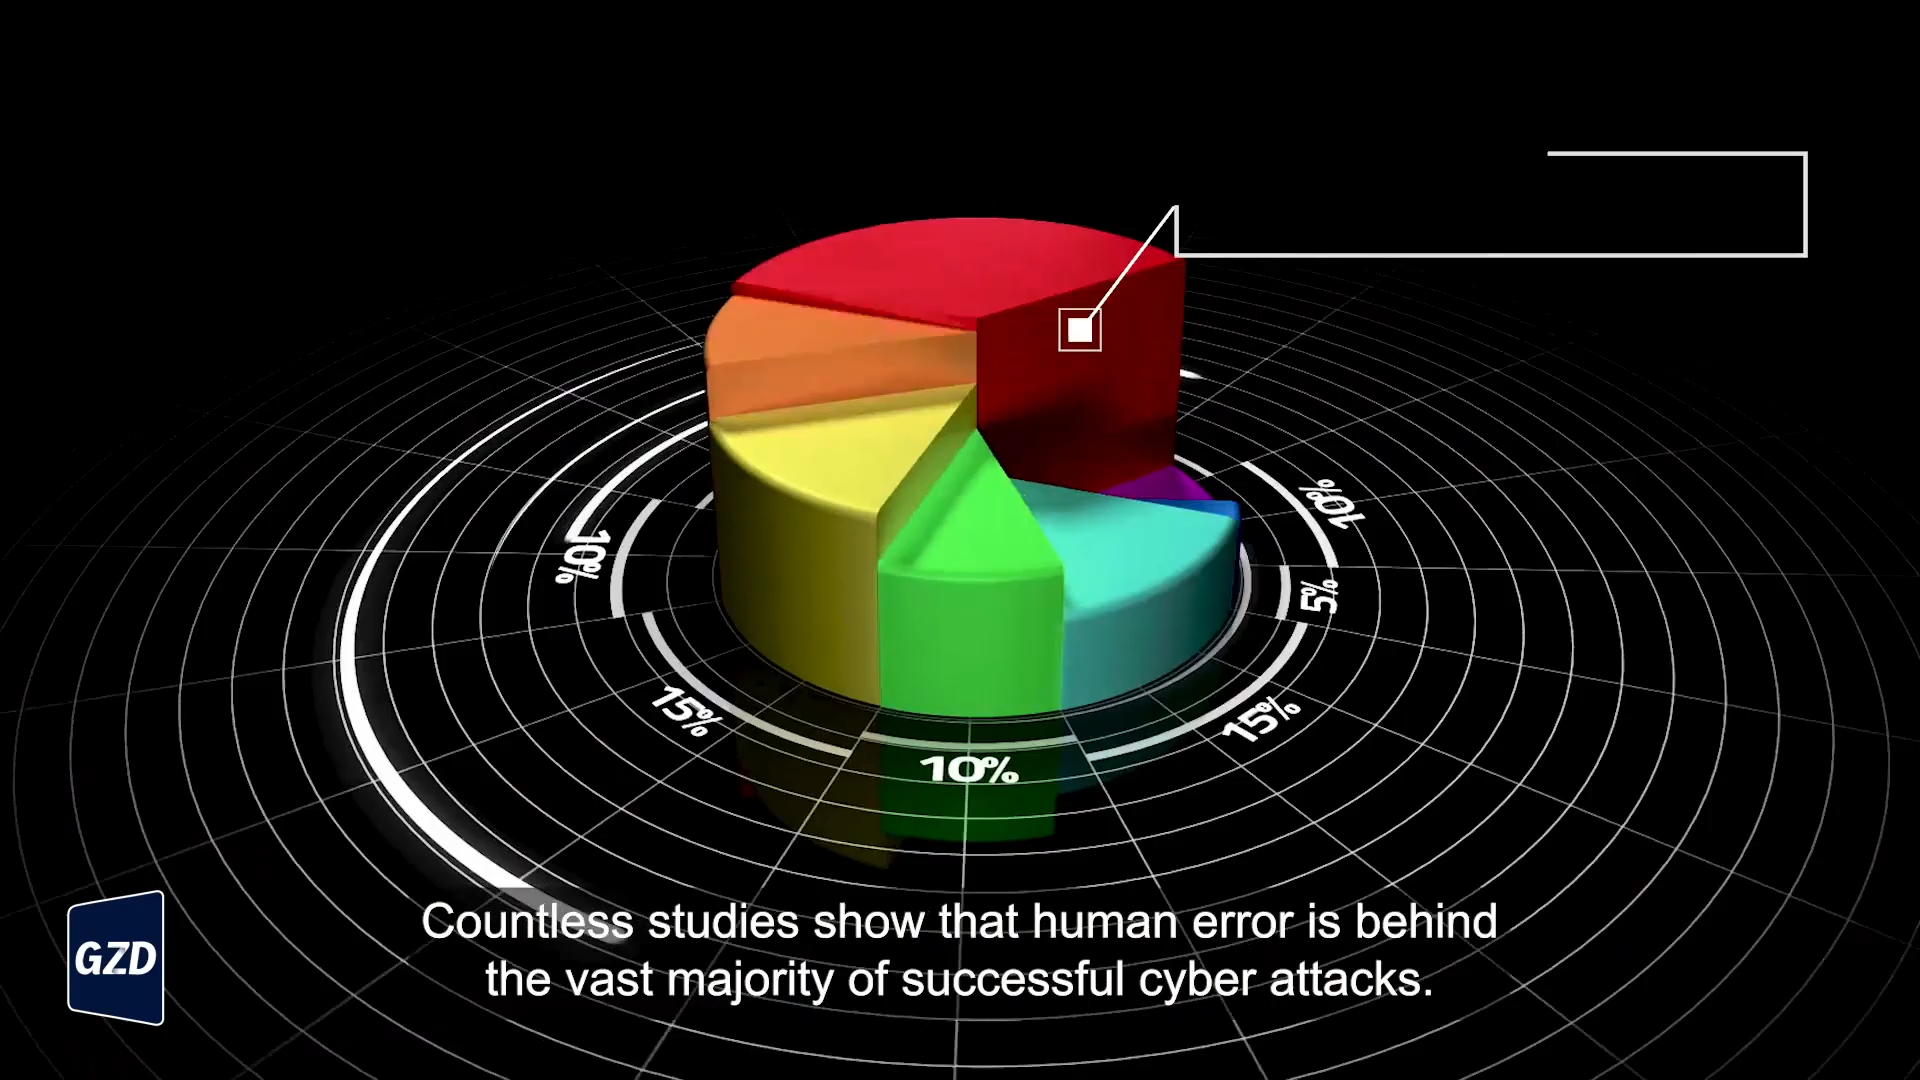 10%
10%
5%
15%
15%
10%
Countless studies show that human error is behind
the vast majority of successful cyber attacks.
GZD